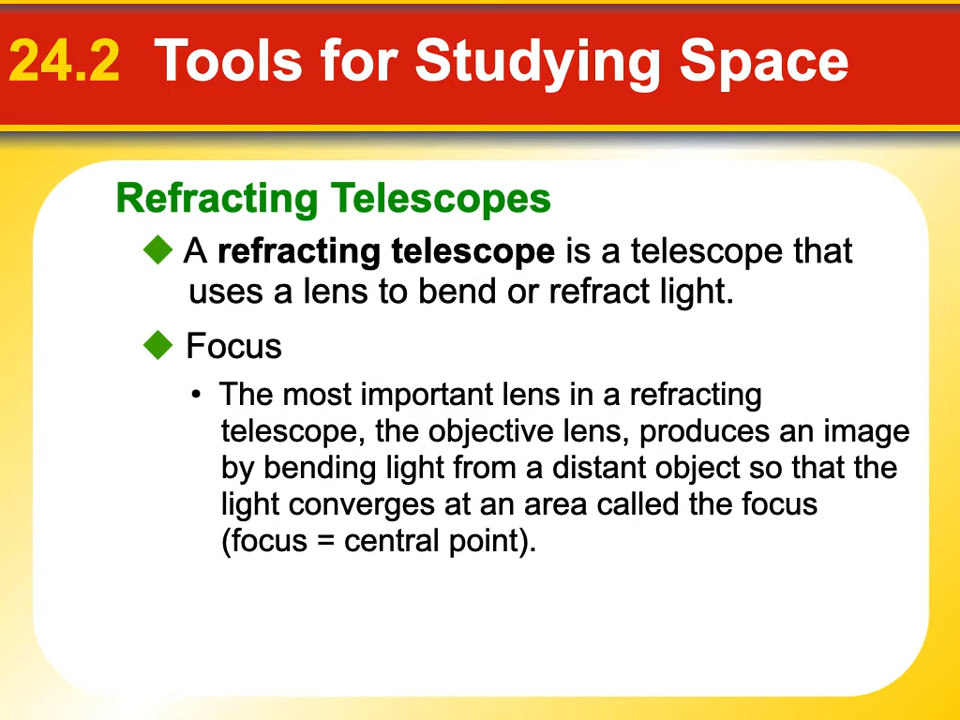 24.2 Tools for Studying Space
Refracting Telescopes
A refracting telescope is a telescope that
uses a lens to bend or refract light.
Focus
• The most important lens in a refracting
telescope, the objective lens, produces an image
by bending light from a distant object so that the
light converges at an area called the focus
(focus = central point).